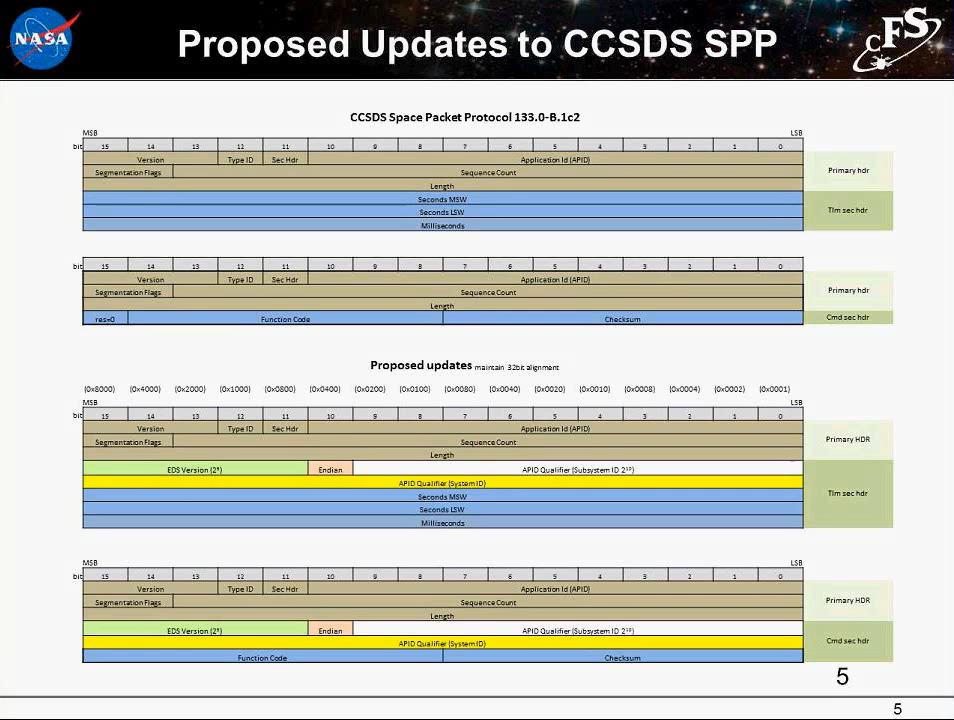 NASA
Proposed Updates to CCSDS SPP
cFS
CCSDS Space Packet Protocol 133.0-B.1c2
MSB LSB
bit 15 14 13 12 11 10 9 8 7 6 5 4 3 2 1 0
Version Type ID Sec Hdr Application Id (APID)
Segmentation Flags Sequence Count
Primary hdr
Length
Seconds MSW
Seconds LSW
Tlm sec hdr
Milliseconds
bit 15 14 13 12 11 10 9 8 7 6 5 4 3 2 1 0
Version Type ID Sec Hdr Application Id (APID)
Segmentation Flags Sequence Count
Primary hdr
Length
res=0 Function Code Checksum Cmd sec hdr
Proposed updates maintain 32bit alignment
(0x8000) (0x4000) (0x2000) (0x1000) (0x0800) (0x0400) (0x0200) (0x0100) (0x0080) (0x0040) (0x0020) (0x0010) (0x0008) (0x0004) (0x0002) (0x0001)
MSB LSB
bit 15 14 13 12 11 10 9 8 7 6 5 4 3 2 1 0
Version Type ID Sec Hdr Application Id (APID)
Segmentation Flags Sequence Count Primary HDR
Length
EDS Version Endian APID Qualifier (Subsystem ID 2¹⁰)
APID Qualifier (System ID)
Seconds MSW Tlm sec hdr
Seconds LSW
Milliseconds
MSB LSB
bit 15 14 13 12 11 10 9 8 7 6 5 4 3 2 1 0
Version Type ID Sec Hdr Application Id (APID)
Segmentation Flags Sequence Count Primary HDR
Length
EDS Version Endian APID Qualifier (Subsystem ID 2¹⁰)
APID Qualifier (System ID) Cmd sec hdr
Function Code Checksum
5
5